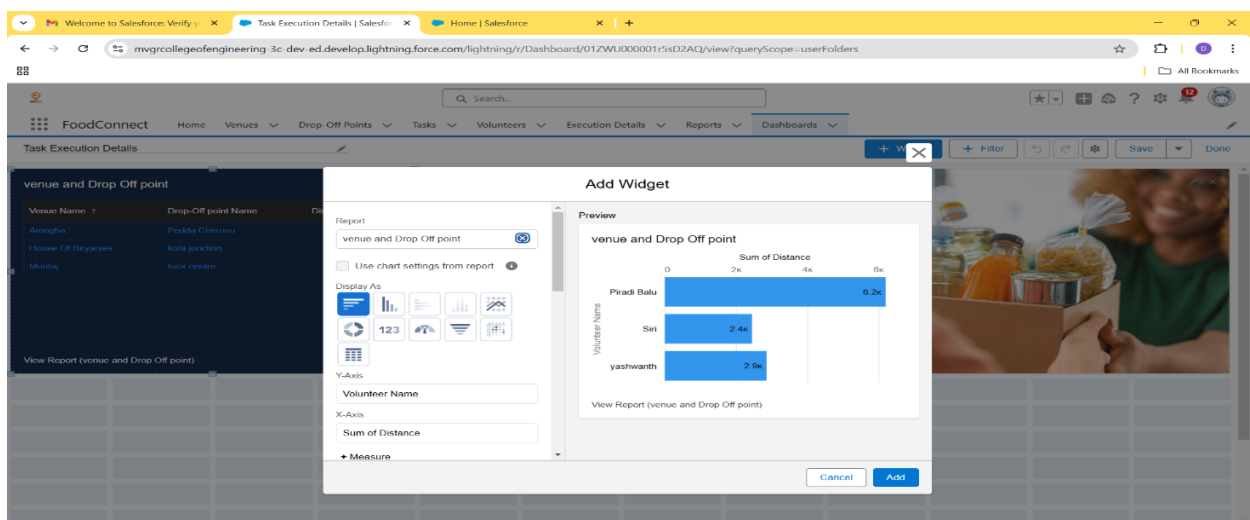 Welcome to Salesforce: Verify y
Task Execution Details | Salesfor
Home | Salesforce
mvgrcollegeofengineering-3c-dev-ed.develop.lightning.force.com/lightning/r/Dashboard/01ZWU000001r5sD2AQ/view?queryScope=userFolders
D
All Bookmarks
Search...
12
FoodConnect Home Venues Drop-Off Points Tasks Volunteers Execution Details Reports Dashboards
Task Execution Details
+ W
+ Filter
Save
Done
venue and Drop Off point
Venue Name ↑ Drop-Off point Name Dis
Amogha Pedda Cheruvu
House Of Biryanies kota junction
Muntaj Inox centre
View Report (venue and Drop Off point)
Add Widget
Report
venue and Drop Off point
Use chart settings from report
Display As
123
Y-Axis
Volunteer Name
X-Axis
Sum of Distance
+ Measure
Preview
venue and Drop Off point
Sum of Distance
0 2K 4K 6K
Volunteer Name
Piradi Balu 6.2K
Siri 2.4K
yashwanth 2.9K
View Report (venue and Drop Off point)
Cancel
Add